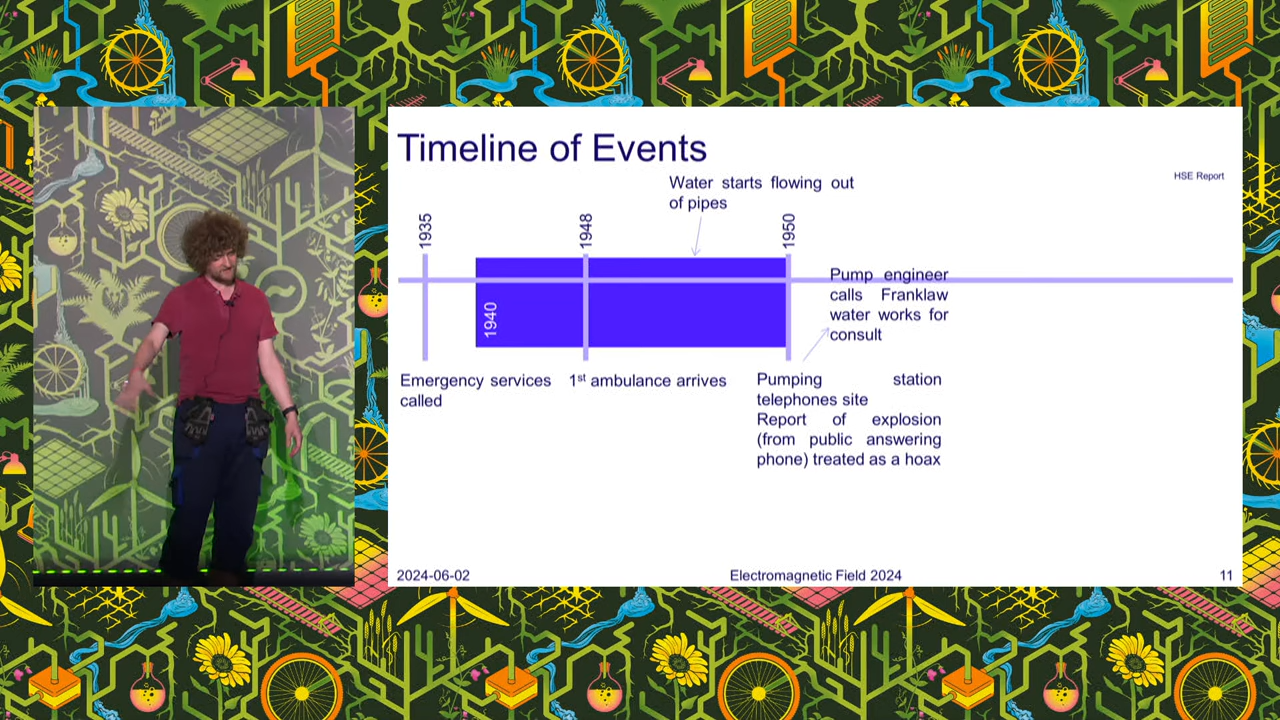 Timeline of Events
HSE Report
Water starts flowing out
of pipes
1935
1948
1950
1940
Pump engineer
calls Franklaw
water works for
consult
Emergency services
called
1st ambulance arrives
Pumping station
telephones site
Report of explosion
(from public answering
phone) treated as a hoax
2024-06-02
Electromagnetic Field 2024
11